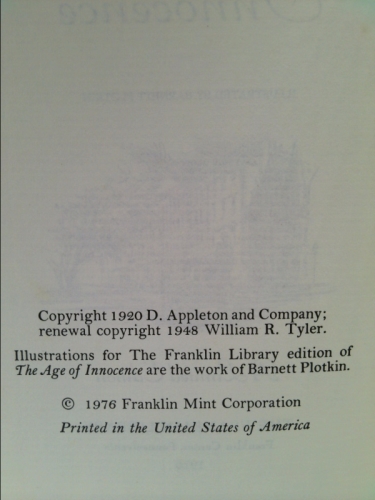 Copyright 1920 D. Appleton and Company;
renewal copyright 1948 William R. Tyler.
Illustrations for The Franklin Library edition of
The Age of Innocence are the work of Barnett Plotkin.
© 1976 Franklin Mint Corporation
Printed in the United States of America